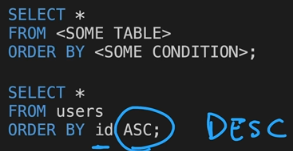 SELECT *
FROM <SOME TABLE>
ORDER BY <SOME CONDITION>;
SELECT *
FROM users
ORDER BY id ASC; DESC